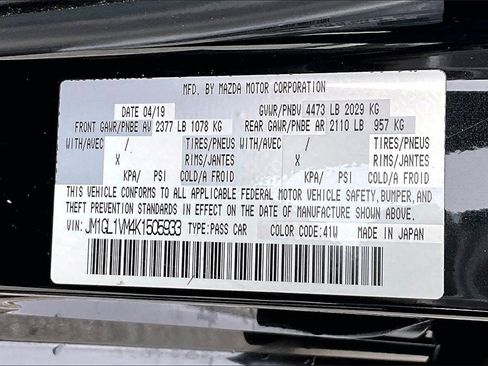 MFD. BY MAZDA MOTOR CORPORATION
DATE 04/19 GVWR/PNBV 4473 LB 2029 KG
FRONT GAWR/PNBE AV 2377 LB 1078 KG REAR GAWR/PNBE AR 2110 LB 957 KG
WITH/AVEC / TIRES/PNEUS WITH/AVEC / TIRES/PNEUS
X RIMS/JANTES X RIMS/JANTES
KPA/ PSI COLD/A FROID KPA/ PSI COLD/A FROID
THIS VEHICLE CONFORMS TO ALL APPLICABLE FEDERAL MOTOR VEHICLE SAFETY, BUMPER, AND
THEFT PREVENTION STANDARDS IN EFFECT ON THE DATE OF MANUFACTURE SHOWN ABOVE.
VIN: JM1GL1VM4K1505933 TYPE:PASS CAR COLOR CODE:41W MADE IN JAPAN